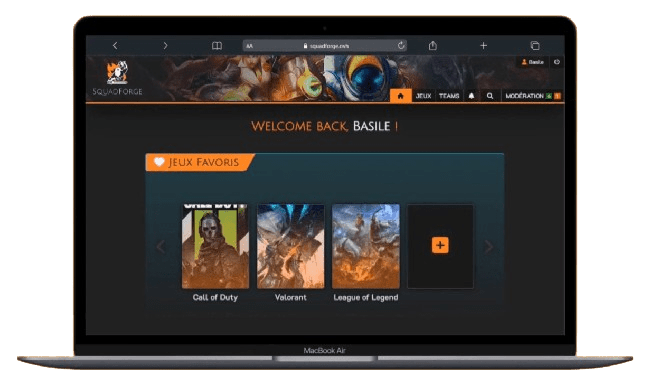 squadforge.ovh
Basile
SQUADFORGE
JEUX
TEAMS
MODÉRATION
WELCOME BACK, BASILE !
JEUX FAVORIS
CALL OF DUTY
Call of Duty
Valorant
League of Legend
MacBook Air